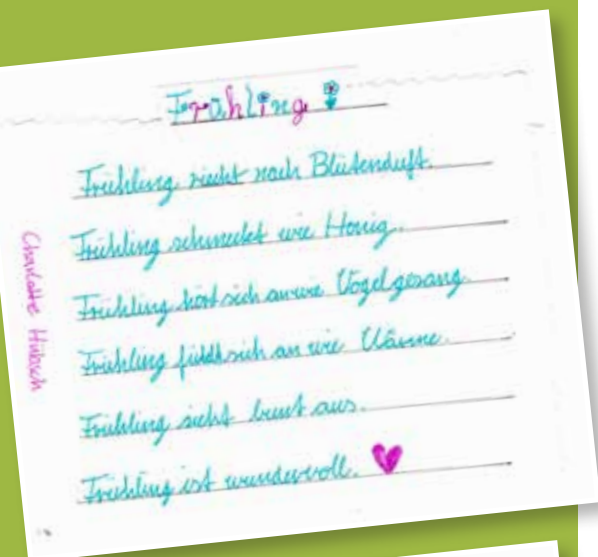 Frühling
Frühling riecht nach Blütenduft.
Frühling schmeckt wie Honig.
Frühling hört sich an wie Vogelgesang.
Frühling fühlt sich an wie Wärme.
Frühling sieht bunt aus.
Frühling ist wundervoll.
Charlotte Hübsch